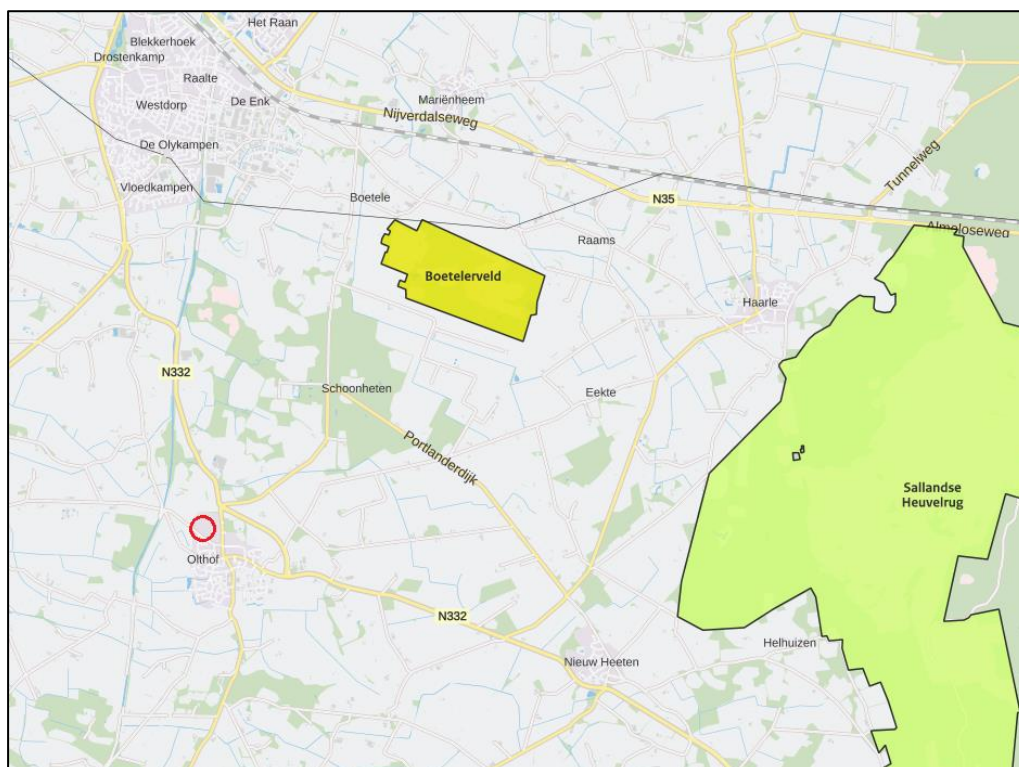 Het Raan
Blekkerhoek
Drostenkamp
Raalte
Westdorp
De Enk
Mariënheem
Nijverdalseweg
De Olykampen
Tunnelweg
Vloedkampen
Boetele
N35
Almeloseweg
Raams
Boetelerveld
Haarle
N332
Schoonheten
Eekte
Portlanderdijk
Sallandse
Heuvelrug
Olthof
N332
Helhuizen
Nieuw Heeten